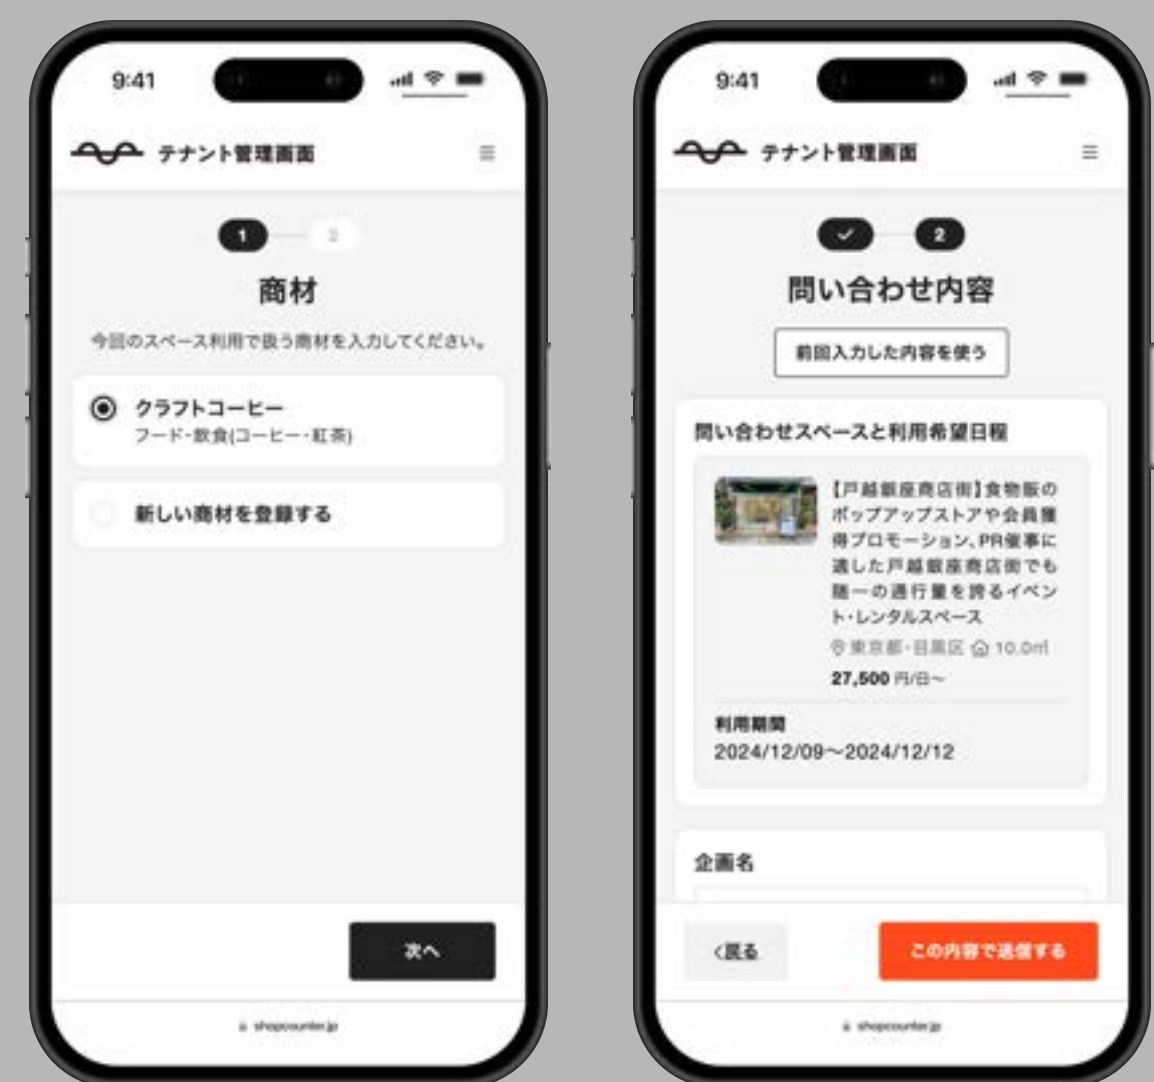 9:41
テナント管理画面
1
2
商材
今回のスペース利用で扱う商材を入力してください。
クラフトコーヒー
フード・飲食(コーヒー・紅茶)
新しい商材を登録する
次へ
shopcounter.jp
9:41
テナント管理画面
2
問い合わせ内容
前回入力した内容を使う
問い合わせスペースと利用希望日程
【戸越銀座商店街】食物販の
ポップアップストアや会員獲
得プロモーション、PR催事に
適した戸越銀座商店街でも
随一の通行量を誇るイベン
ト・レンタルスペース
東京都・目黒区 10.0㎡
27,500 円/日〜
利用期間
2024/12/09〜2024/12/12
企画名
戻る
この内容で送信する
shopcounter.jp